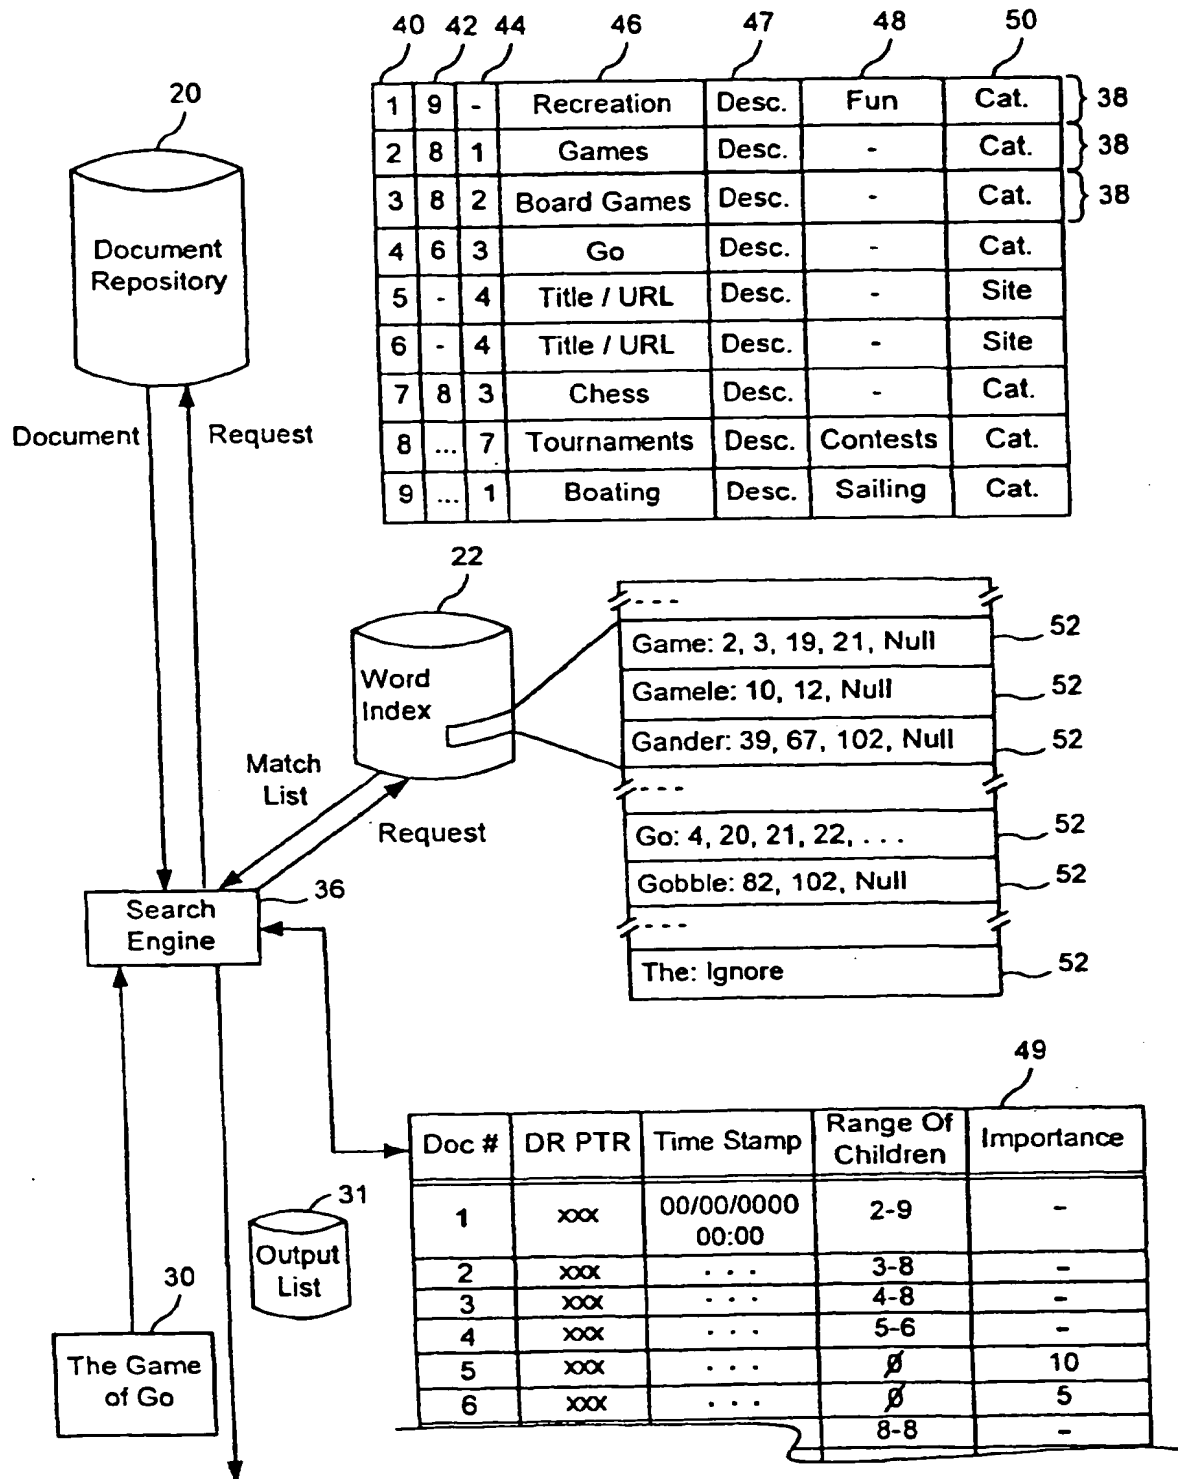 40 42 44 46 47 48 50
1 9 - Recreation Desc. Fun Cat. 38
2 8 1 Games Desc. - Cat. 38
3 8 2 Board Games Desc. - Cat. 38
4 6 3 Go Desc. - Cat.
5 - 4 Title / URL Desc. - Site
6 - 4 Title / URL Desc. - Site
7 8 3 Chess Desc. - Cat.
8 ... 7 Tournaments Desc. Contests Cat.
9 ... 1 Boating Desc. Sailing Cat.
20
Document
Repository
Document
Request
22
Word
Index
Match
List
Request
- - - -
Game: 2, 3, 19, 21, Null 52
Gamele: 10, 12, Null 52
Gander: 39, 67, 102, Null 52
- - - -
Go: 4, 20, 21, 22, . . . 52
Gobble: 82, 102, Null 52
- - - -
The: Ignore 52
36
Search
Engine
31
Output
List
30
The Game
of Go
49
Doc # DR PTR Time Stamp Range Of Children Importance
1 xxx 00/00/0000 00:00 2-9 -
2 xxx . . . 3-8 -
3 xxx . . . 4-8 -
4 xxx . . . 5-6 -
5 xxx . . . Ø 10
6 xxx . . . Ø 5
8-8 -